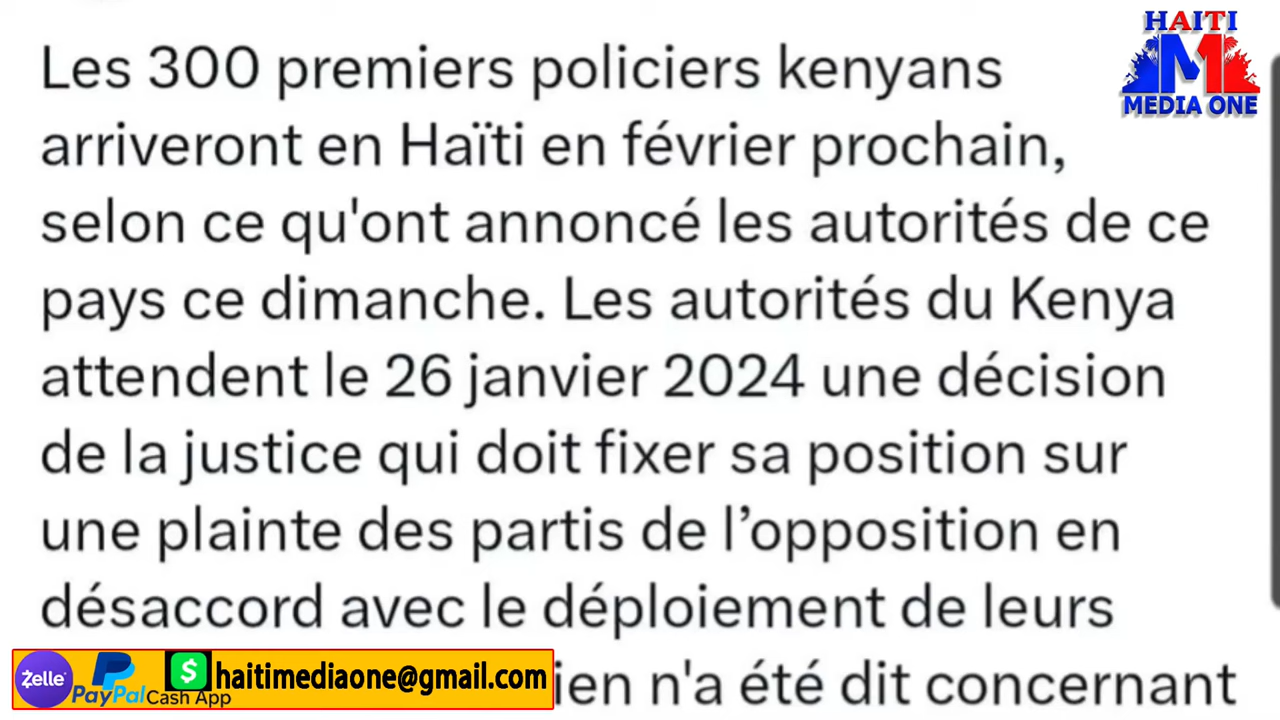 HAITI
M
MEDIA ONE
Les 300 premiers policiers kenyans
arriveront en Haïti en février prochain,
selon ce qu'ont annoncé les autorités de ce
pays ce dimanche. Les autorités du Kenya
attendent le 26 janvier 2024 une décision
de la justice qui doit fixer sa position sur
une plainte des partis de l’opposition en
désaccord avec le déploiement de leurs
n'a été dit concernant
Zelle
PayPal
$
Cash App
haitimediaone@gmail.com